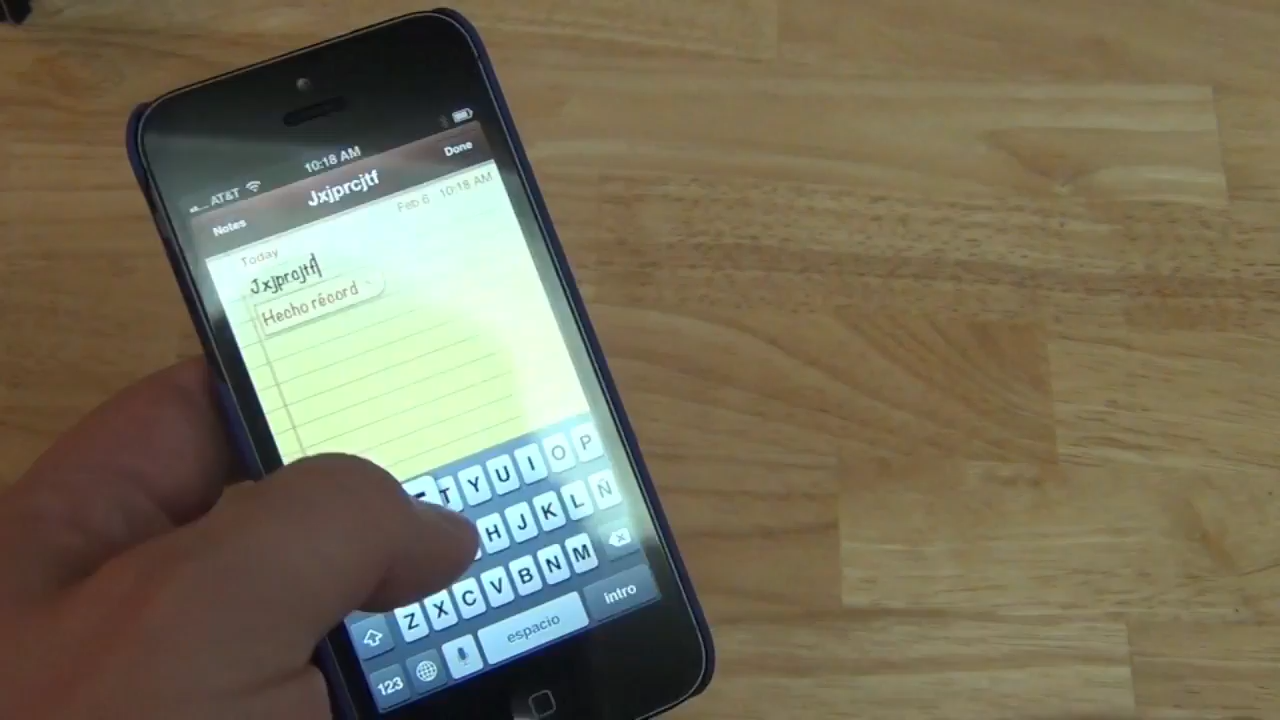 AT&T 10:18 AM
Notes Jxjprcjtf Done
Today Feb 6 10:18 AM
Jxjprcjtf
Hecho récord
T Y U I O P
H J K L Ñ
Z X C V B N M
123 espacio intro